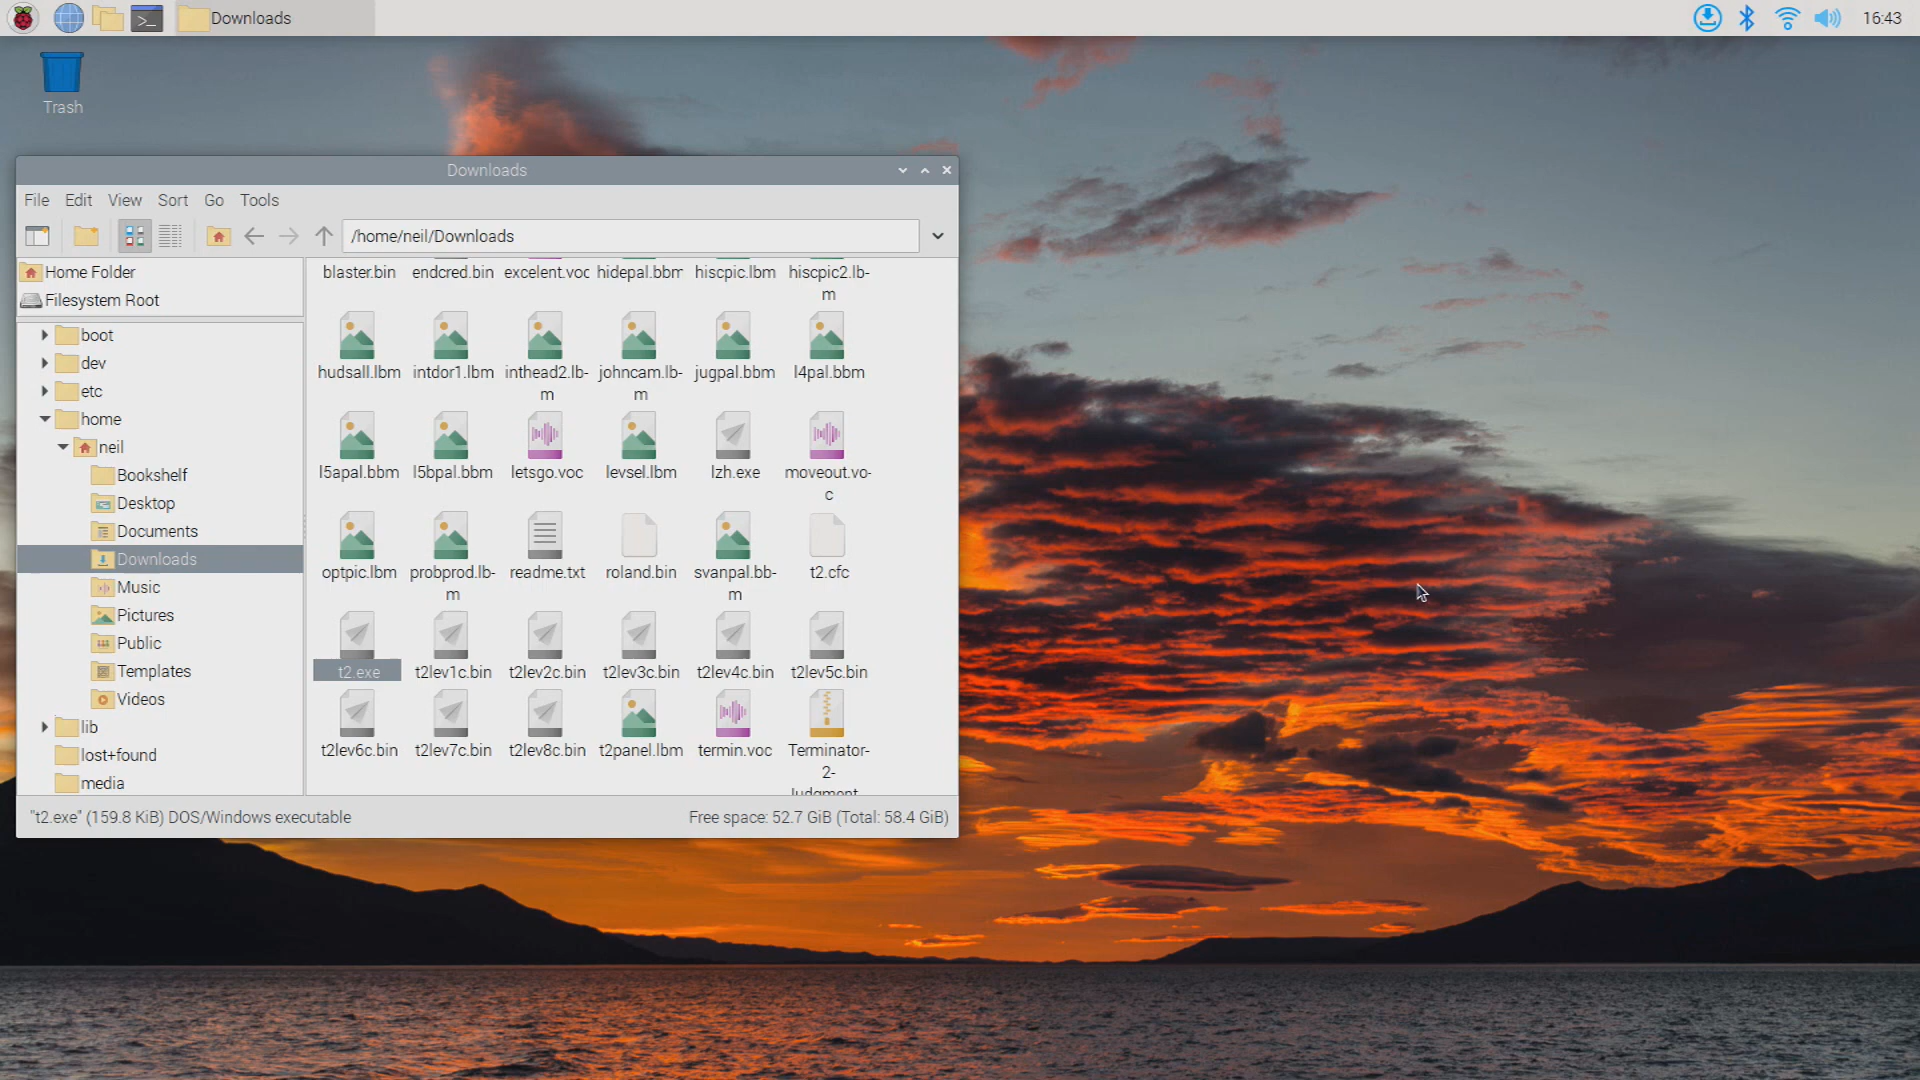 Downloads
16:43
Trash
Downloads
File Edit View Sort Go Tools
/home/neil/Downloads
Home Folder
Filesystem Root
boot
dev
etc
home
neil
Bookshelf
Desktop
Documents
Downloads
Music
Pictures
Public
Templates
Videos
lib
lost+found
media
blaster.bin endcred.bin excelent.voc hidepal.bbm hiscpic.lbm hiscpic2.lb-
m
hudsall.lbm intdor1.lbm inthead2.lb- johncam.lb- jugpal.bbm l4pal.bbm
m m
l5apal.bbm l5bpal.bbm letsgo.voc levsel.lbm lzh.exe moveout.vo-
c
optpic.lbm probprod.lb- readme.txt roland.bin svanpal.bb- t2.cfc
m m
t2.exe t2lev1c.bin t2lev2c.bin t2lev3c.bin t2lev4c.bin t2lev5c.bin
t2lev6c.bin t2lev7c.bin t2lev8c.bin t2panel.lbm termin.voc Terminator-
2-
Judgment
"t2.exe" (159.8 KiB) DOS/Windows executable
Free space: 52.7 GiB (Total: 58.4 GiB)